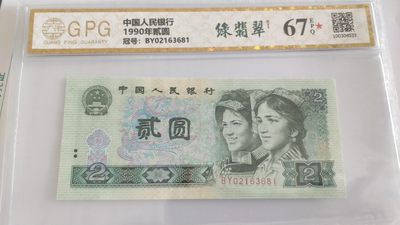 GPG
GUANG PING GUARANTY
中国人民银行
1990年贰圆
冠号：BY02163681
绿翡翠
67 EPQ★
中国人民银行
贰圆
2
2
2
BY02163681